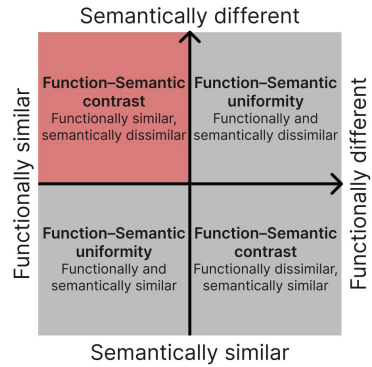 Semantically different
Functionally similar
Function–Semantic
contrast
Functionally similar,
semantically dissimilar
Function–Semantic
uniformity
Functionally and
semantically dissimilar
Functionally different
Function–Semantic
uniformity
Functionally and
semantically similar
Function–Semantic
contrast
Functionally dissimilar,
semantically similar
Semantically similar